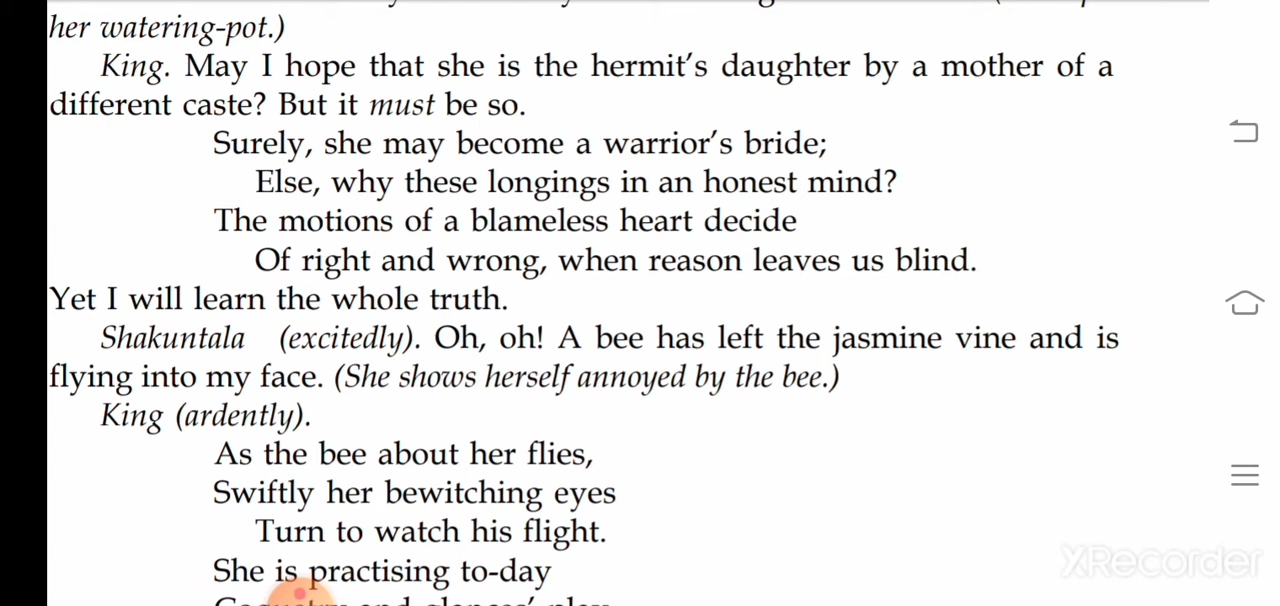 her watering-pot.)
King. May I hope that she is the hermit's daughter by a mother of a
different caste? But it must be so.
Surely, she may become a warrior's bride;
Else, why these longings in an honest mind?
The motions of a blameless heart decide
Of right and wrong, when reason leaves us blind.
Yet I will learn the whole truth.
Shakuntala (excitedly). Oh, oh! A bee has left the jasmine vine and is
flying into my face. (She shows herself annoyed by the bee.)
King (ardently).
As the bee about her flies,
Swiftly her bewitching eyes
Turn to watch his flight.
She is practising to-day
XRecorder